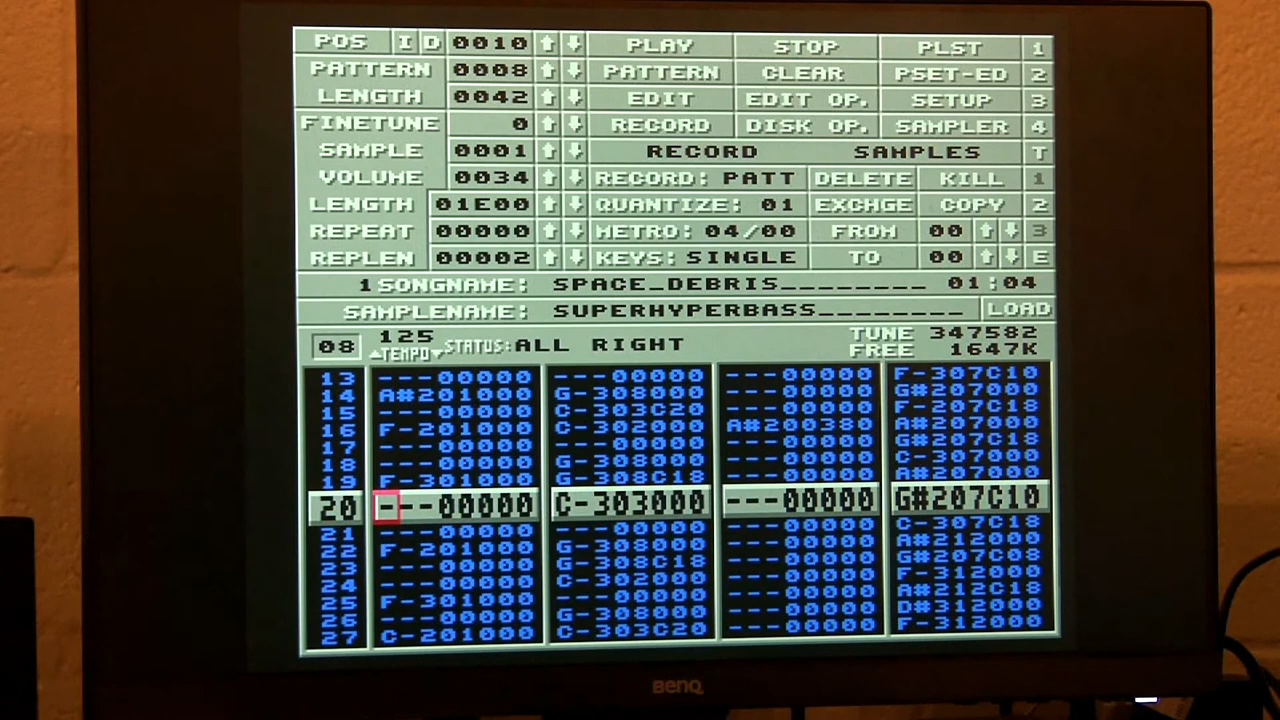 POS I D 0010 PLAY STOP PLST 1
PATTERN 0008 PATTERN CLEAR PSET-ED 2
LENGTH 0042 EDIT EDIT OP. SETUP 3
FINETUNE 0 RECORD DISK OP. SAMPLER 4
SAMPLE 0001 RECORD SAMPLES T
VOLUME 0034 RECORD: PATT DELETE KILL 1
LENGTH 01E00 QUANTIZE: 01 EXCHGE COPY 2
REPEAT 00000 METRO: 04/00 FROM 00 3
REPLEN 00002 KEYS: SINGLE TO 00 E
1 SONGNAME: SPACE_DEBRIS________ 01:04
SAMPLENAME: SUPERHYPERBASS________ LOAD
08 125 TEMPO STATUS: ALL RIGHT TUNE 347582
FREE 1647K
13 ---00000 ---00000 ---00000 F-307C10
14 A#201000 G-308000 ---00000 G#207000
15 ---00000 C-303C20 ---00000 F-207C18
16 F-201000 C-302000 A#200380 A#207000
17 ---00000 ---00000 ---00000 G#207C18
18 ---00000 G-308000 ---00000 C-307000
19 F-301000 G-308C18 ---00000 A#207000
20 ---00000 C-303000 ---00000 G#207C10
21 ---00000 ---00000 ---00000 C-307C18
22 F-201000 G-308000 ---00000 A#212000
23 ---00000 G-308C18 ---00000 G#207C08
24 ---00000 C-302000 ---00000 F-312000
25 F-301000 ---00000 ---00000 A#212C18
26 ---00000 G-308000 ---00000 D#312000
27 C-201000 C-303C20 ---00000 F-312000
BenQ